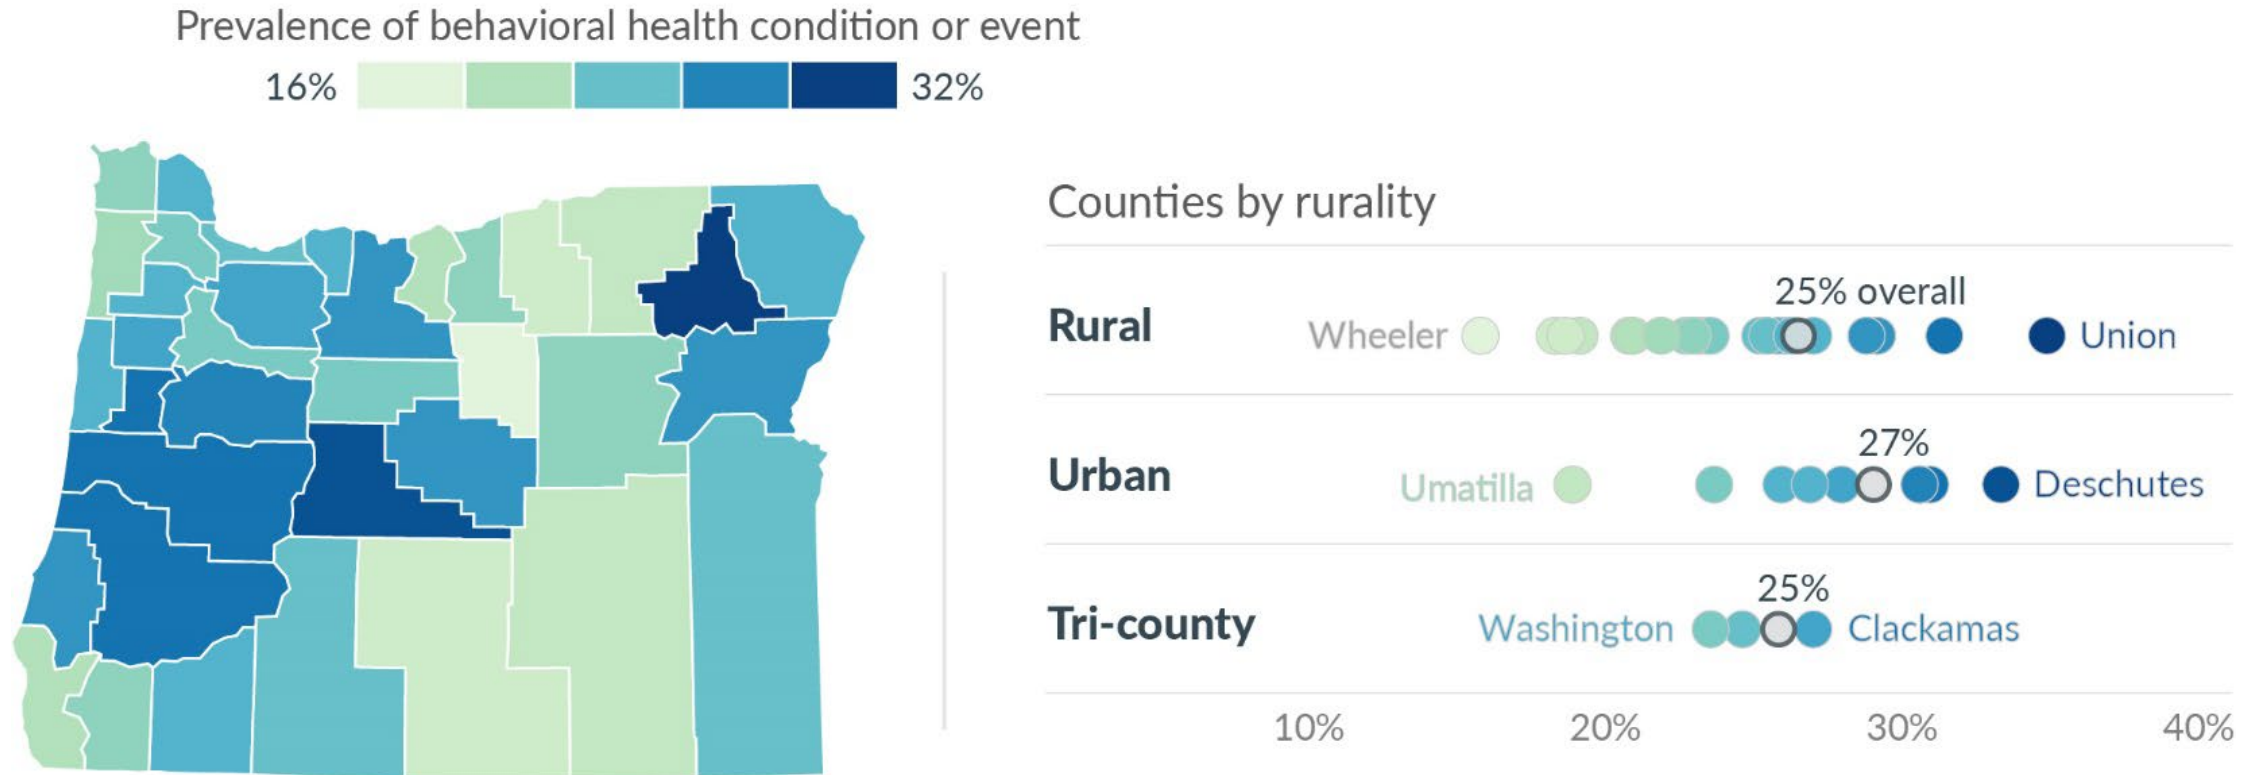 Prevalence of behavioral health condition or event
16% 32%
Counties by rurality
25% overall
Rural Wheeler Union
27%
Urban Umatilla Deschutes
25%
Tri-county Washington Clackamas
10% 20% 30% 40%